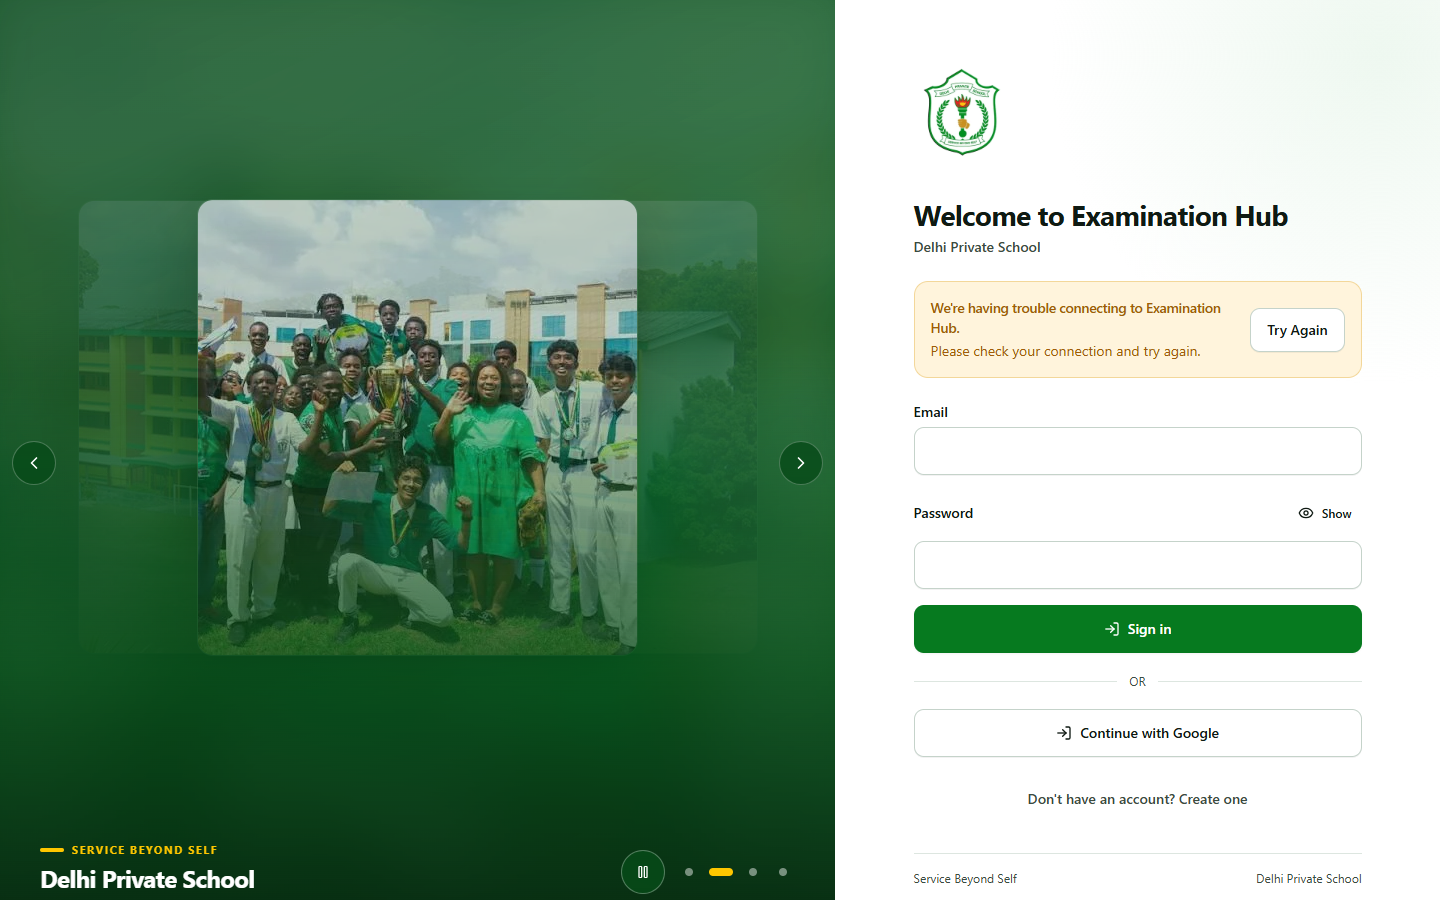 SERVICE BEYOND SELF
Delhi Private School
Welcome to Examination Hub
Delhi Private School
We're having trouble connecting to Examination
Hub.
Please check your connection and try again.
Try Again
Email
Password
Show
Sign in
OR
Continue with Google
Don't have an account? Create one
Service Beyond Self
Delhi Private School